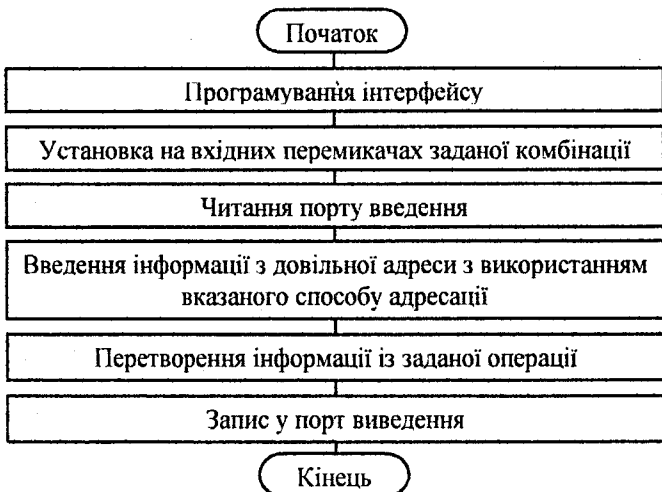 Початок
Програмування інтерфейсу
Установка на вхідних перемикачах заданої комбінації
Читання порту введення
Введення інформації з довільної адреси з використанням
вказаного способу адресації
Перетворення інформації із заданої операції
Запис у порт виведення
Кінець